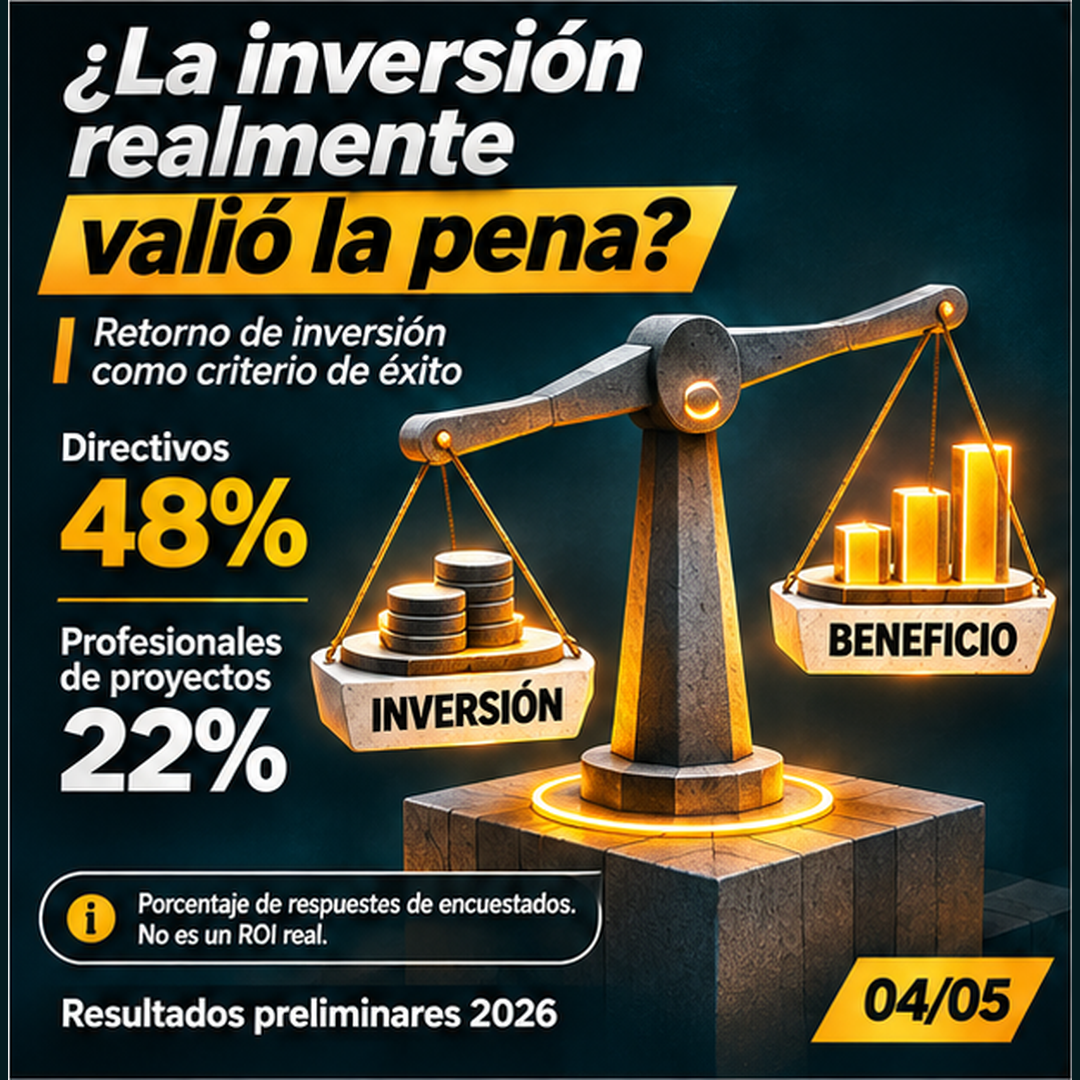 ¿La inversión
realmente
valió la pena?
Retorno de inversión
como criterio de éxito
Directivos
48%
Profesionales
de proyectos
22%
INVERSIÓN
BENEFICIO
i
Porcentaje de respuestes de encuestados.
No es un ROI real.
Resultados preliminares 2026
04/05